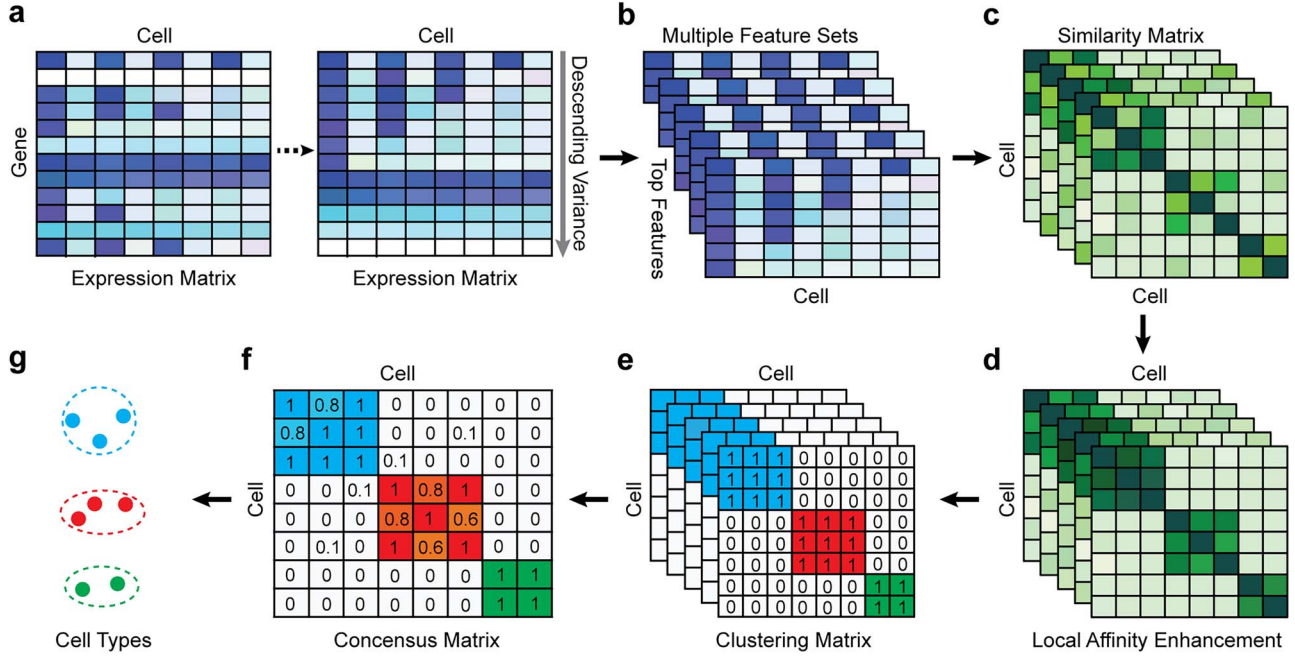 a
Cell
Gene
Expression Matrix
Cell
Descending Variance
Expression Matrix
b
Multiple Feature Sets
Top Features
Cell
c
Similarity Matrix
Cell
Cell
d
Cell
Cell
Local Affinity Enhancement
e
Cell
Cell
1 1 1 0 0 0 0 0
1 1 1 0 0 0 0 0
1 1 1 0 0 0 0 0
0 0 0 1 1 1 0 0
0 0 0 1 1 1 0 0
0 0 0 1 1 1 0 0
0 0 0 0 0 0 1 1
0 0 0 0 0 0 1 1
Clustering Matrix
f
Cell
Cell
1 0.8 1 0 0 0 0 0
0.8 1 1 0 0 0.1 0 0
1 1 1 0.1 0 0 0 0
0 0 0.1 1 0.8 1 0 0
0 0 0 0.8 1 0.6 0 0
0 0.1 0 1 0.6 1 0 0
0 0 0 0 0 0 1 1
0 0 0 0 0 0 1 1
Concensus Matrix
g
Cell Types